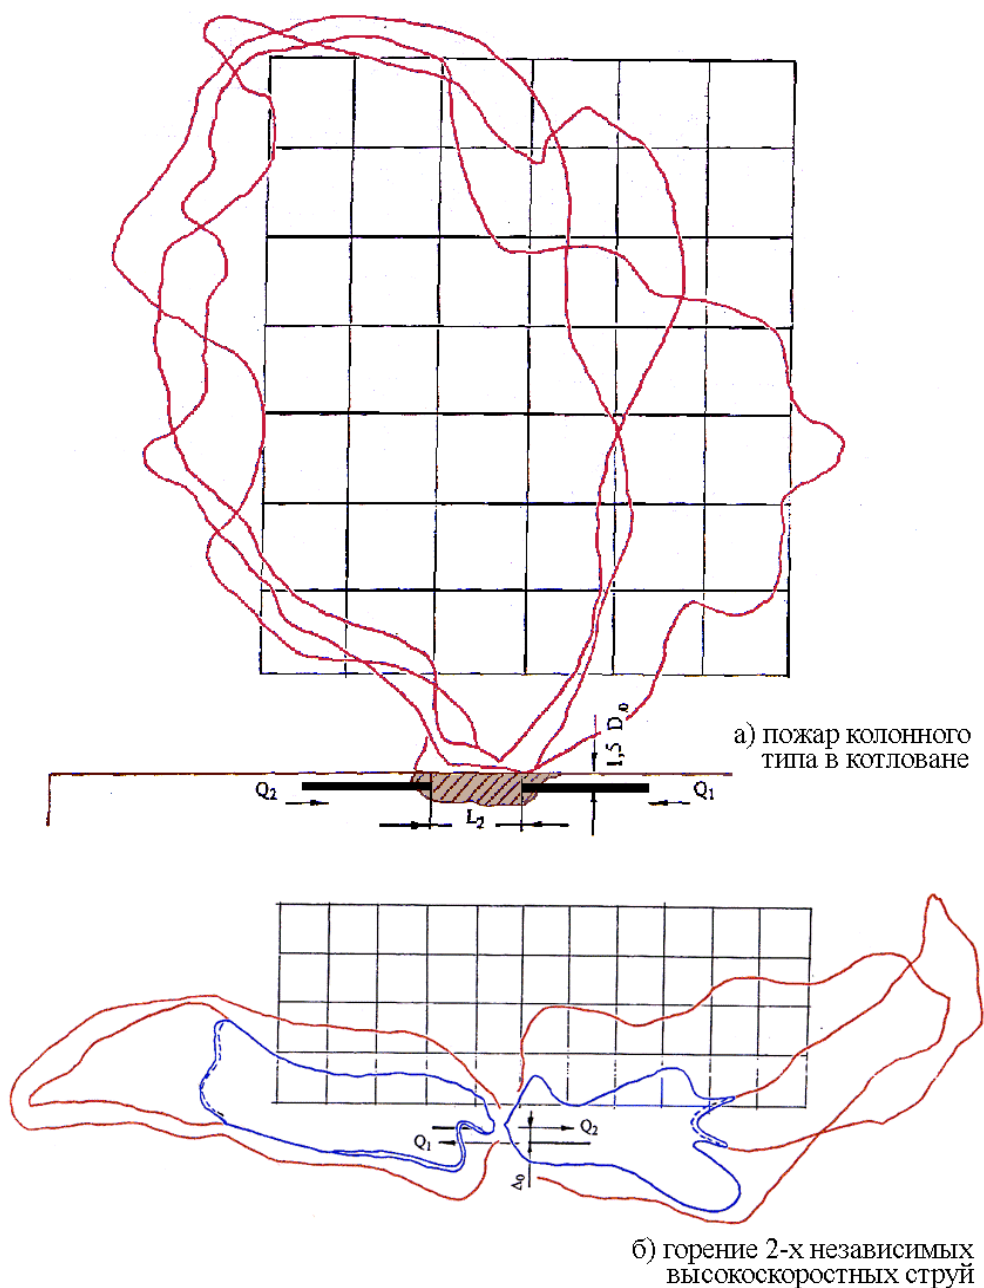 1,5 D₀
а) пожар колонного
типа в котловане
Q₂
Q₁
L₂
Q₁
Q₂
Δ₀
б) горение 2-х независимых
высокоскоростных струй